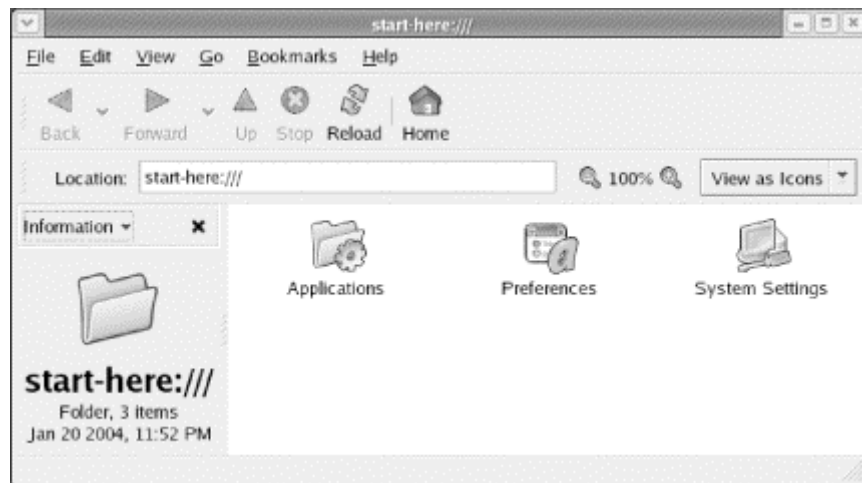 start-here:///
File Edit View Go Bookmarks Help
Back Forward Up Stop Reload Home
Location: start-here:/// 100% View as Icons
Information
Applications Preferences System Settings
start-here:///
Folder, 3 items
Jan 20 2004, 11:52 PM